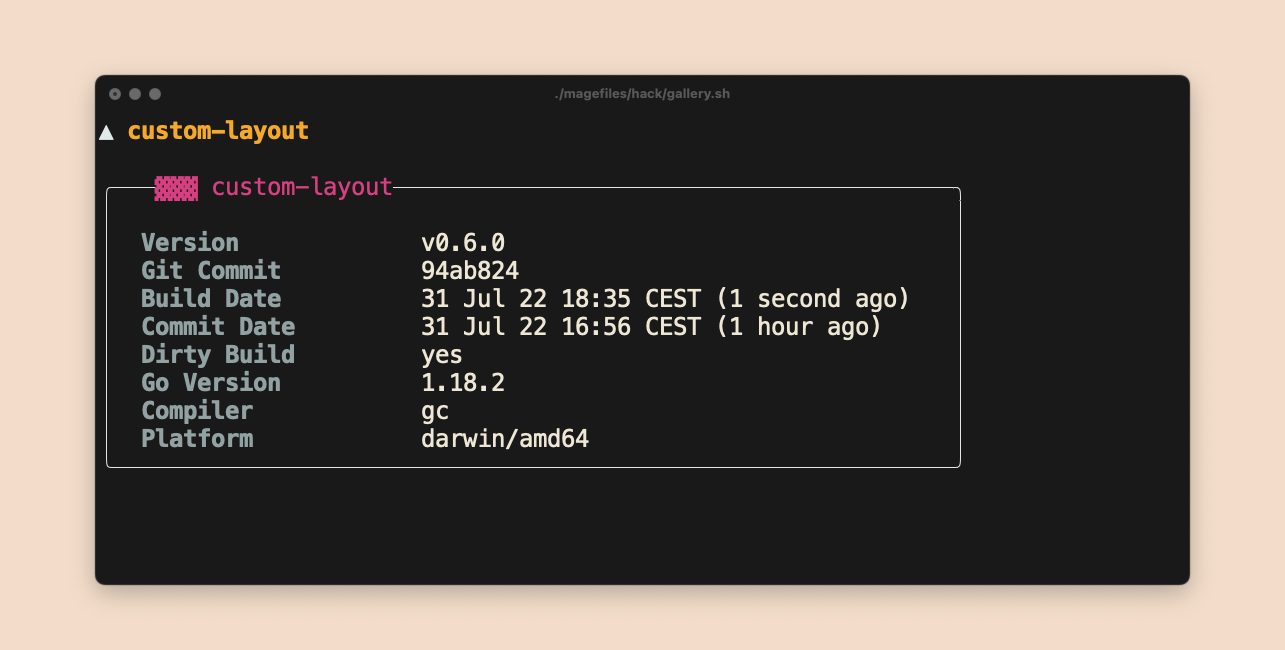 ./magefiles/hack/gallery.sh
▲ custom-layout
▓▓▓ custom-layout
Version v0.6.0
Git Commit 94ab824
Build Date 31 Jul 22 18:35 CEST (1 second ago)
Commit Date 31 Jul 22 16:56 CEST (1 hour ago)
Dirty Build yes
Go Version 1.18.2
Compiler gc
Platform darwin/amd64